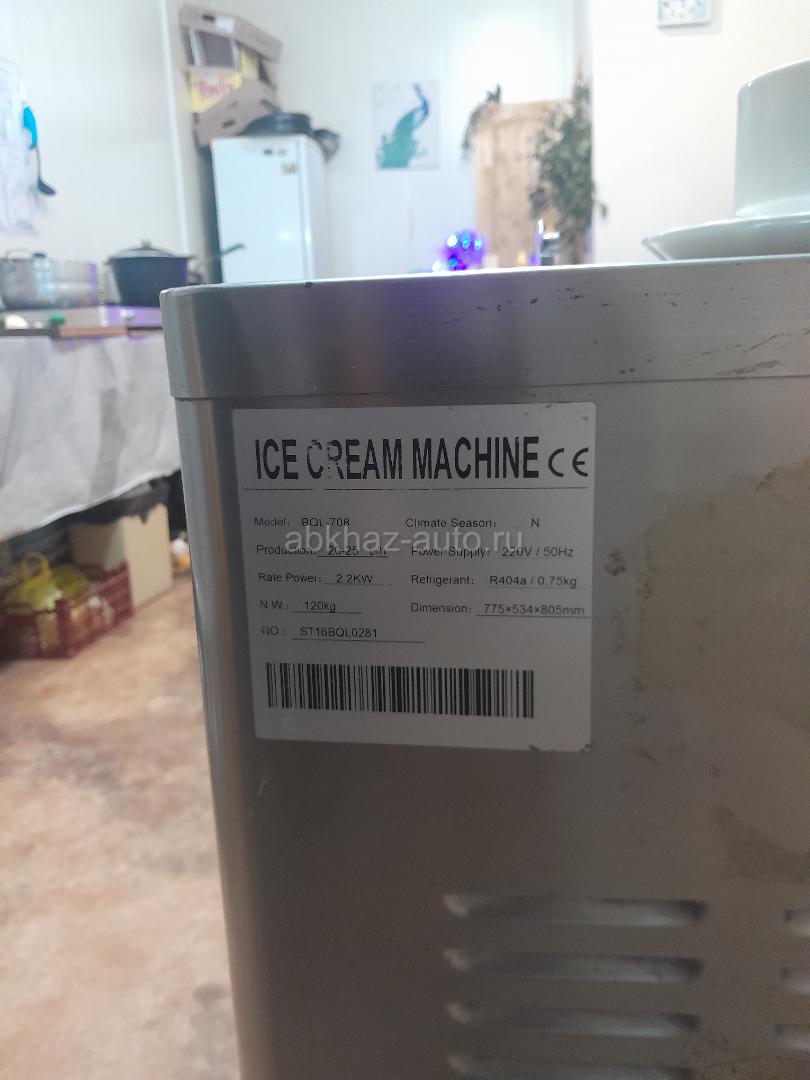 ICE CREAM MACHINE CE
Model: BQL-708 Climate Season: N
abkhaz-auto.ru
Production: 20-25 Power Supply: 220V / 50Hz
Rate Power: 2.2KW Refrigerant: R404a / 0.75kg
N.W.: 120kg Dimension: 775×534×805mm
NO.: ST16BQL0281